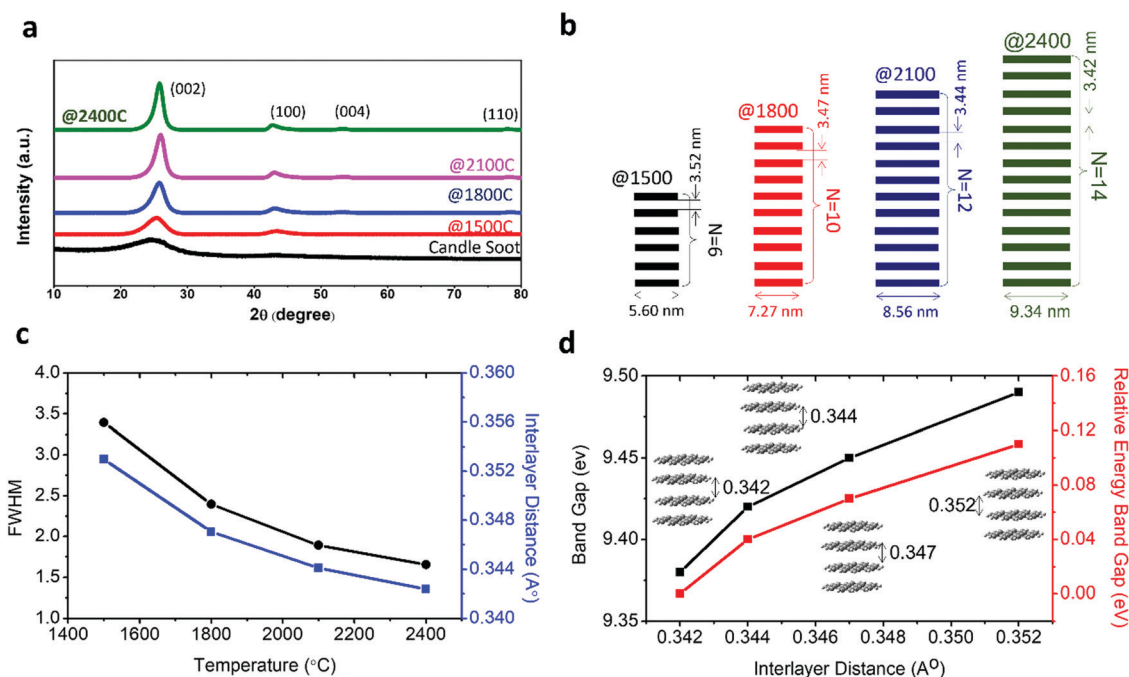 a
Intensity (a.u.)
@2400C
(002)
(100)
(004)
(110)
@2100C
@1800C
@1500C
Candle Soot
10
20
30
40
50
60
70
80
2θ (degree)
b
@1500
3.52 nm
N=6
5.60 nm
@1800
3.47 nm
N=10
7.27 nm
@2100
3.44 nm
N=12
8.56 nm
@2400
3.42 nm
N=14
9.34 nm
c
FWHM
4.0
3.5
3.0
2.5
2.0
1.5
1.0
0.360
0.356
0.352
0.348
0.344
0.340
Interlayer Distance (A°)
1400
1600
1800
2000
2200
2400
Temperature (°C)
d
Band Gap (ev)
9.50
9.45
9.40
9.35
0.344
0.342
0.352
0.347
0.16
0.12
0.08
0.04
0.00
Relative Energy Band Gap (eV)
0.342
0.344
0.346
0.348
0.350
0.352
Interlayer Distance (A⁰)